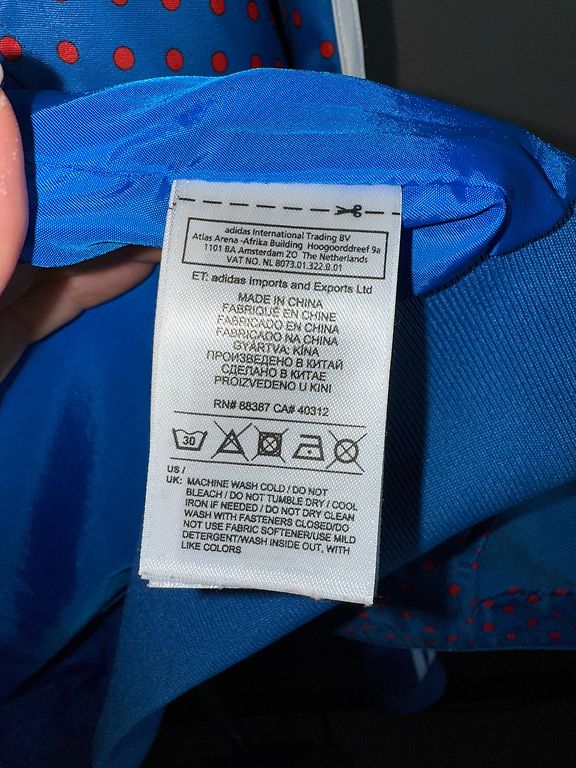 adidas International Trading BV
Atlas Arena -Afrika Building Hoogoorddreef 9a
1101 BA Amsterdam ZO The Netherlands
VAT NO. NL 8073.01.322.B.01
ET: adidas Imports and Exports Ltd
MADE IN CHINA
FABRIQUÉ EN CHINE
FABRICADO EN CHINA
FABRICADO NA CHINA
GYÁRTVA: KÍNA
ПРОИЗВЕДЕНО В КИТАЙ
СДЕЛАНО В КИТАЕ
PROIZVEDENO U KINI
RN# 88387 CA# 40312
30
US /
UK: MACHINE WASH COLD / DO NOT
BLEACH / DO NOT TUMBLE DRY / COOL
IRON IF NEEDED / DO NOT DRY CLEAN
WASH WITH FASTENERS CLOSED/DO
NOT USE FABRIC SOFTENER/USE MILD
DETERGENT/WASH INSIDE OUT, WITH
LIKE COLORS